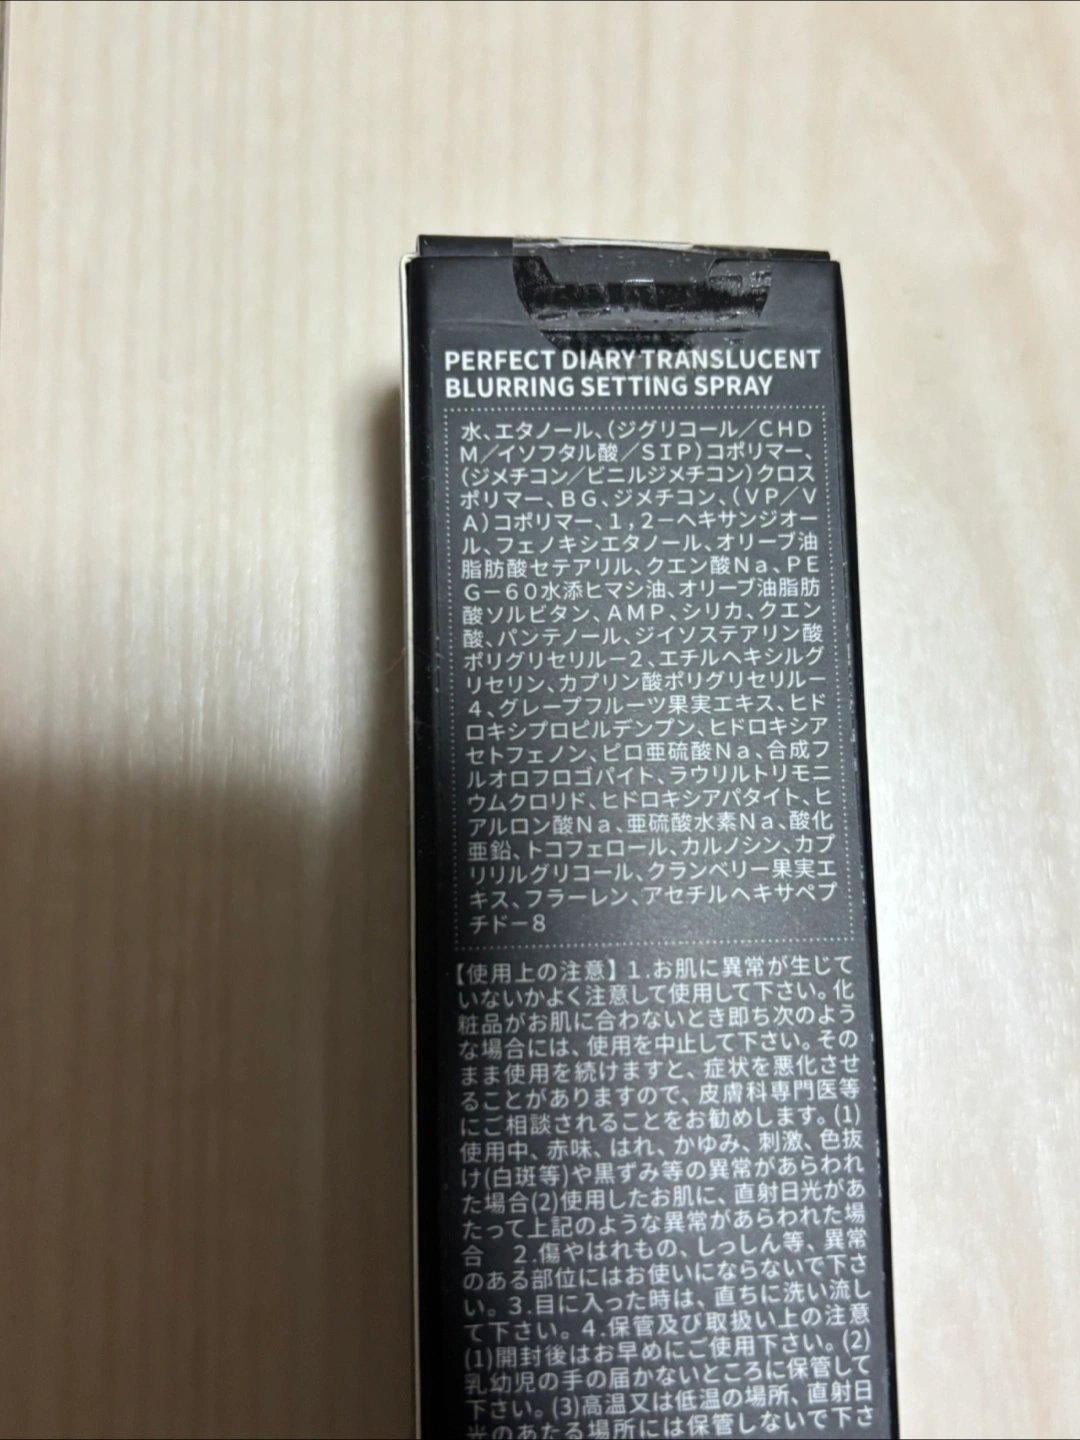 PERFECT DIARY TRANSLUCENT
BLURRING SETTING SPRAY
水、エタノール、(ジグリコール／ＣＨＤ
Ｍ／イソフタル酸／ＳＩＰ)コポリマー、
(ジメチコン／ビニルジメチコン)クロス
ポリマー、ＢＧ、ジメチコン、(ＶＰ／Ｖ
Ａ)コポリマー、１，２－ヘキサンジオー
ル、フェノキシエタノール、オリーブ油
脂肪酸セテアリル、クエン酸Ｎａ、ＰＥ
Ｇ－６０水添ヒマシ油、オリーブ油脂肪
酸ソルビタン、ＡＭＰ、シリカ、クエン
酸、パンテノール、ジイソステアリン酸
ポリグリセリル－２、エチルヘキシルグ
リセリン、カプリン酸ポリグリセリル－
４、グレープフルーツ果実エキス、ヒド
ロキシプロピルデンプン、ヒドロキシア
セトフェノン、ピロ亜硫酸Ｎａ、合成フ
ルオロフロゴパイト、ラウリルトリモニ
ウムクロリド、ヒドロキシアパタイト、ヒ
アルロン酸Ｎａ、亜硫酸水素Ｎａ、酸化
亜鉛、トコフェロール、カルノシン、カプ
リリルグリコール、クランベリー果実エ
キス、フラーレン、アセチルヘキサペプ
チド－８
【使用上の注意】1.お肌に異常が生じて
いないかよく注意して使用して下さい。化
粧品がお肌に合わないとき即ち次のよう
な場合には、使用を中止して下さい。その
まま使用を続けますと、症状を悪化させ
ることがありますので、皮膚科専門医等
にご相談されることをお勧めします。(1)
使用中、赤味、はれ、かゆみ、刺激、色抜
け(白斑等)や黒ずみ等の異常があらわれ
た場合(2)使用したお肌に、直射日光があ
たって上記のような異常があらわれた場
合　2.傷やはれもの、しっしん等、異常
のある部位にはお使いにならないで下さ
い。3.目に入った時は、直ちに洗い流し
て下さい。4.保管及び取扱い上の注意
(1)開封後はお早めにご使用下さい。(2)
乳幼児の手の届かないところに保管して
下さい。(3)高温又は低温の場所、直射日
光のあたる場所には保管しないで下さ